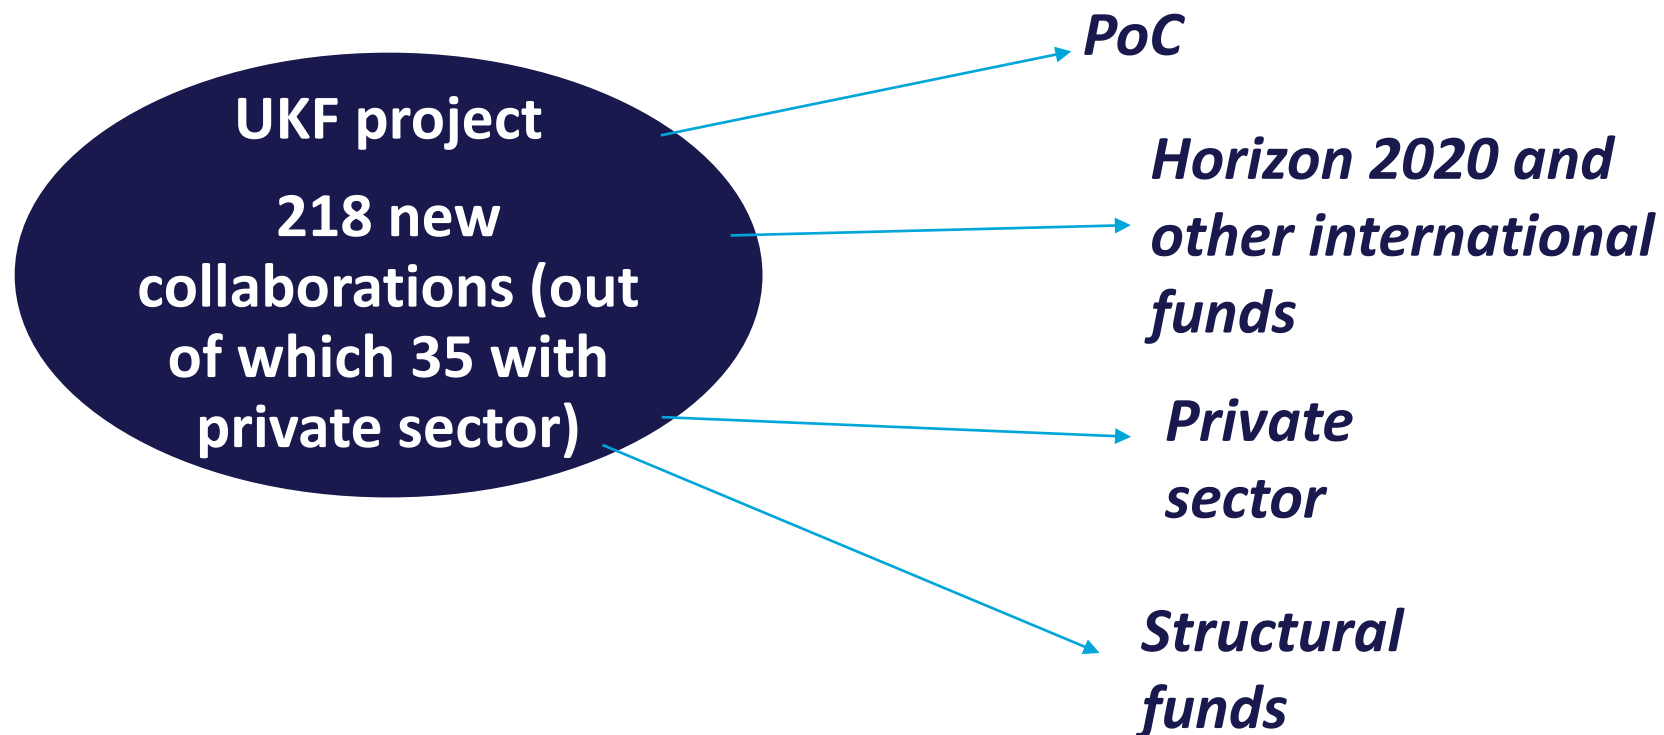 UKF project
218 new
collaborations (out
of which 35 with
private sector)
PoC
Horizon 2020 and
other international
funds
Private
sector
Structural
funds